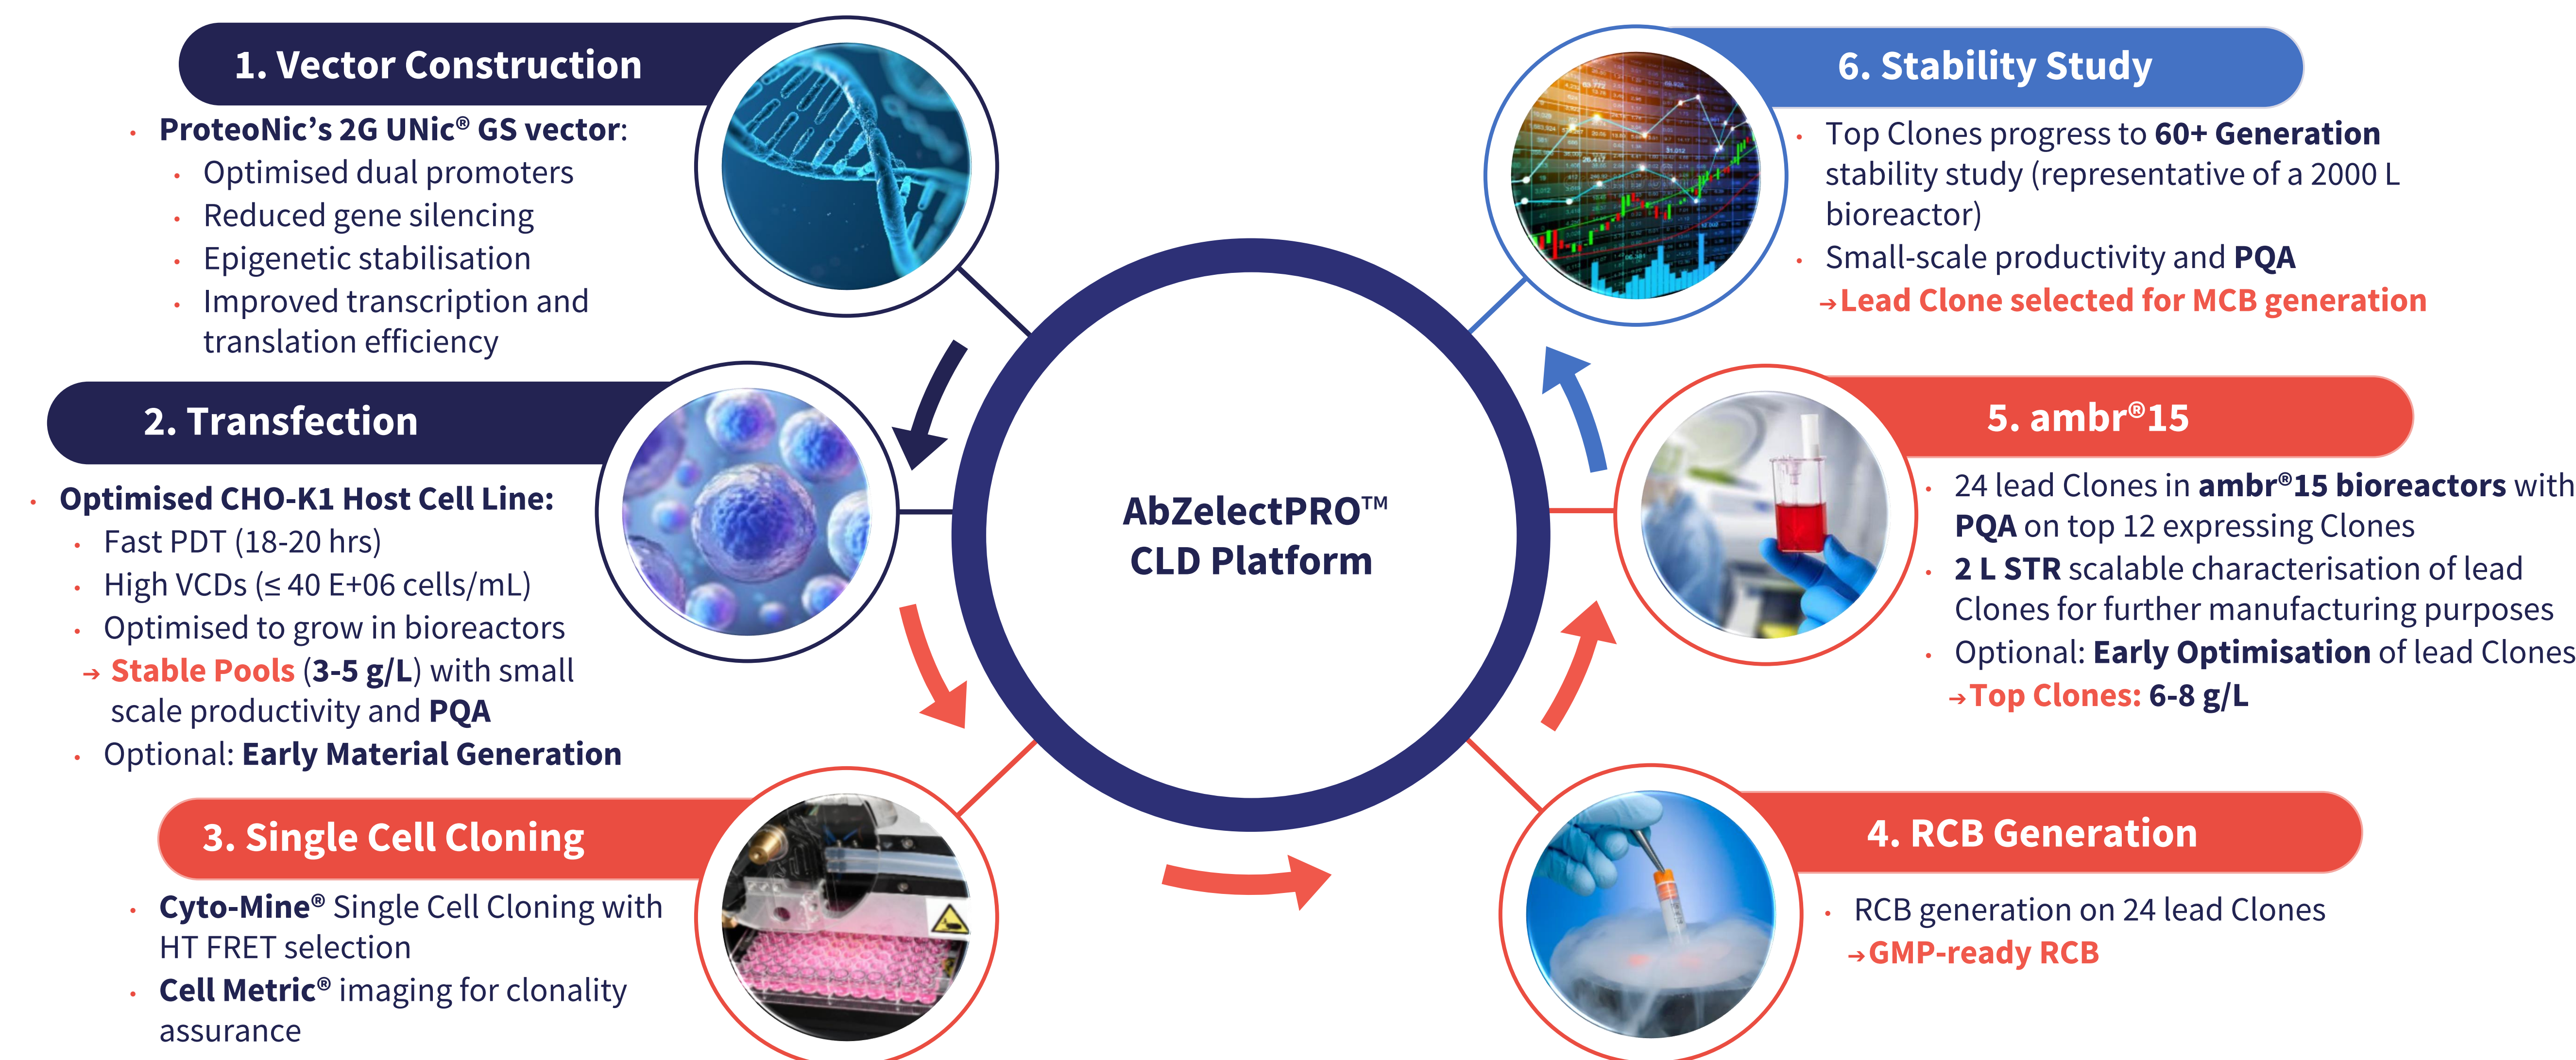 1. Vector Construction
• ProteoNic’s 2G UNic® GS vector:
• Optimised dual promoters
• Reduced gene silencing
• Epigenetic stabilisation
• Improved transcription and
translation efficiency
2. Transfection
• Optimised CHO-K1 Host Cell Line:
• Fast PDT (18-20 hrs)
• High VCDs (≤ 40 E+06 cells/mL)
• Optimised to grow in bioreactors
→ Stable Pools (3-5 g/L) with small
scale productivity and PQA
• Optional: Early Material Generation
3. Single Cell Cloning
• Cyto-Mine® Single Cell Cloning with
HT FRET selection
• Cell Metric® imaging for clonality
assurance
AbZelectPRO™
CLD Platform
4. RCB Generation
• RCB generation on 24 lead Clones
→GMP-ready RCB
5. ambr®15
• 24 lead Clones in ambr®15 bioreactors with
PQA on top 12 expressing Clones
• 2 L STR scalable characterisation of lead
Clones for further manufacturing purposes
• Optional: Early Optimisation of lead Clones
→Top Clones: 6-8 g/L
6. Stability Study
• Top Clones progress to 60+ Generation
stability study (representative of a 2000 L
bioreactor)
• Small-scale productivity and PQA
→Lead Clone selected for MCB generation